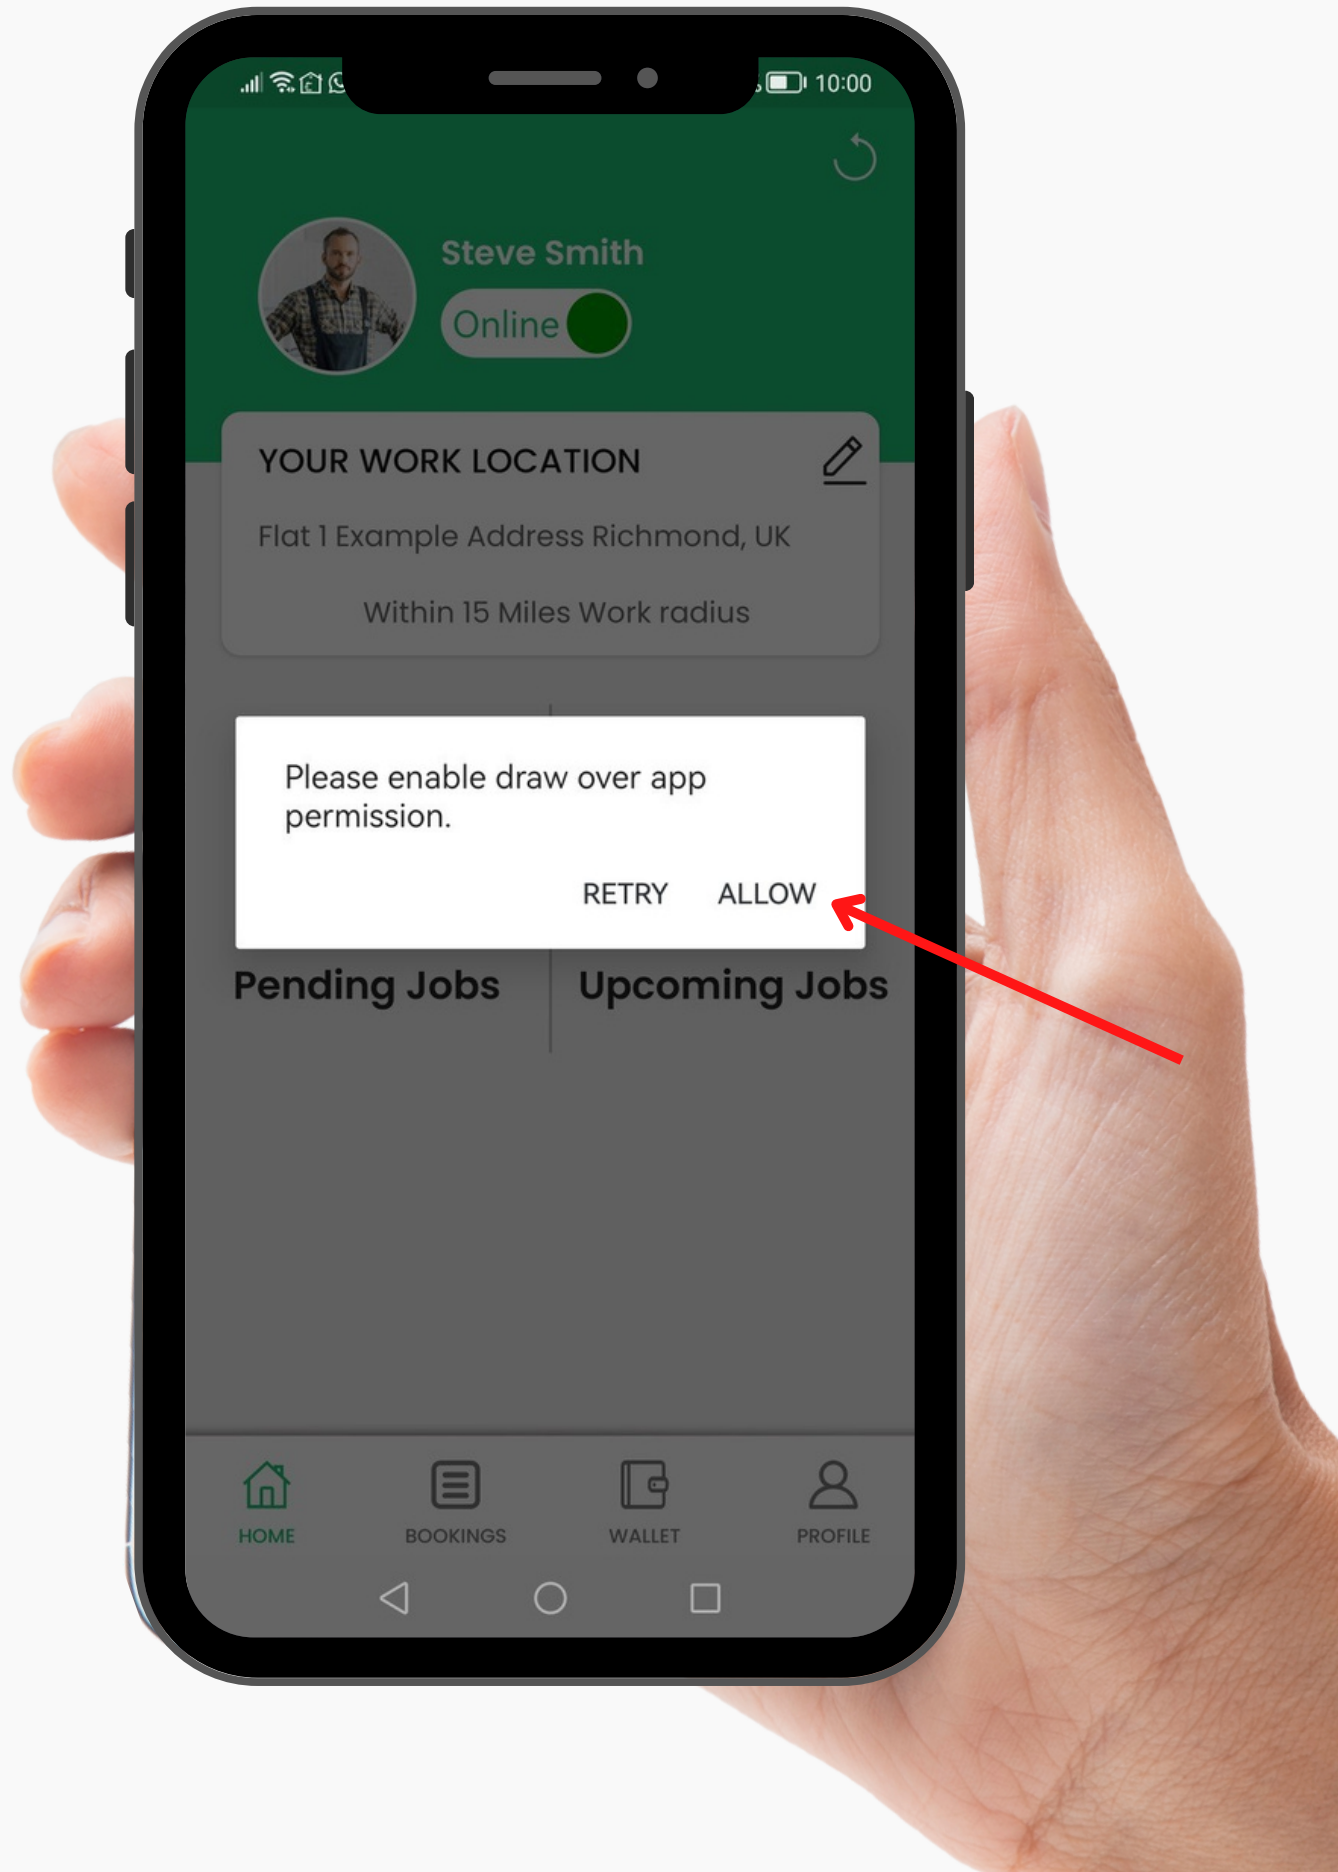 10:00
Steve Smith
Online
YOUR WORK LOCATION
Flat 1 Example Address Richmond, UK
Within 15 Miles Work radius
Please enable draw over app
permission.
RETRY ALLOW
Pending Jobs Upcoming Jobs
HOME BOOKINGS WALLET PROFILE